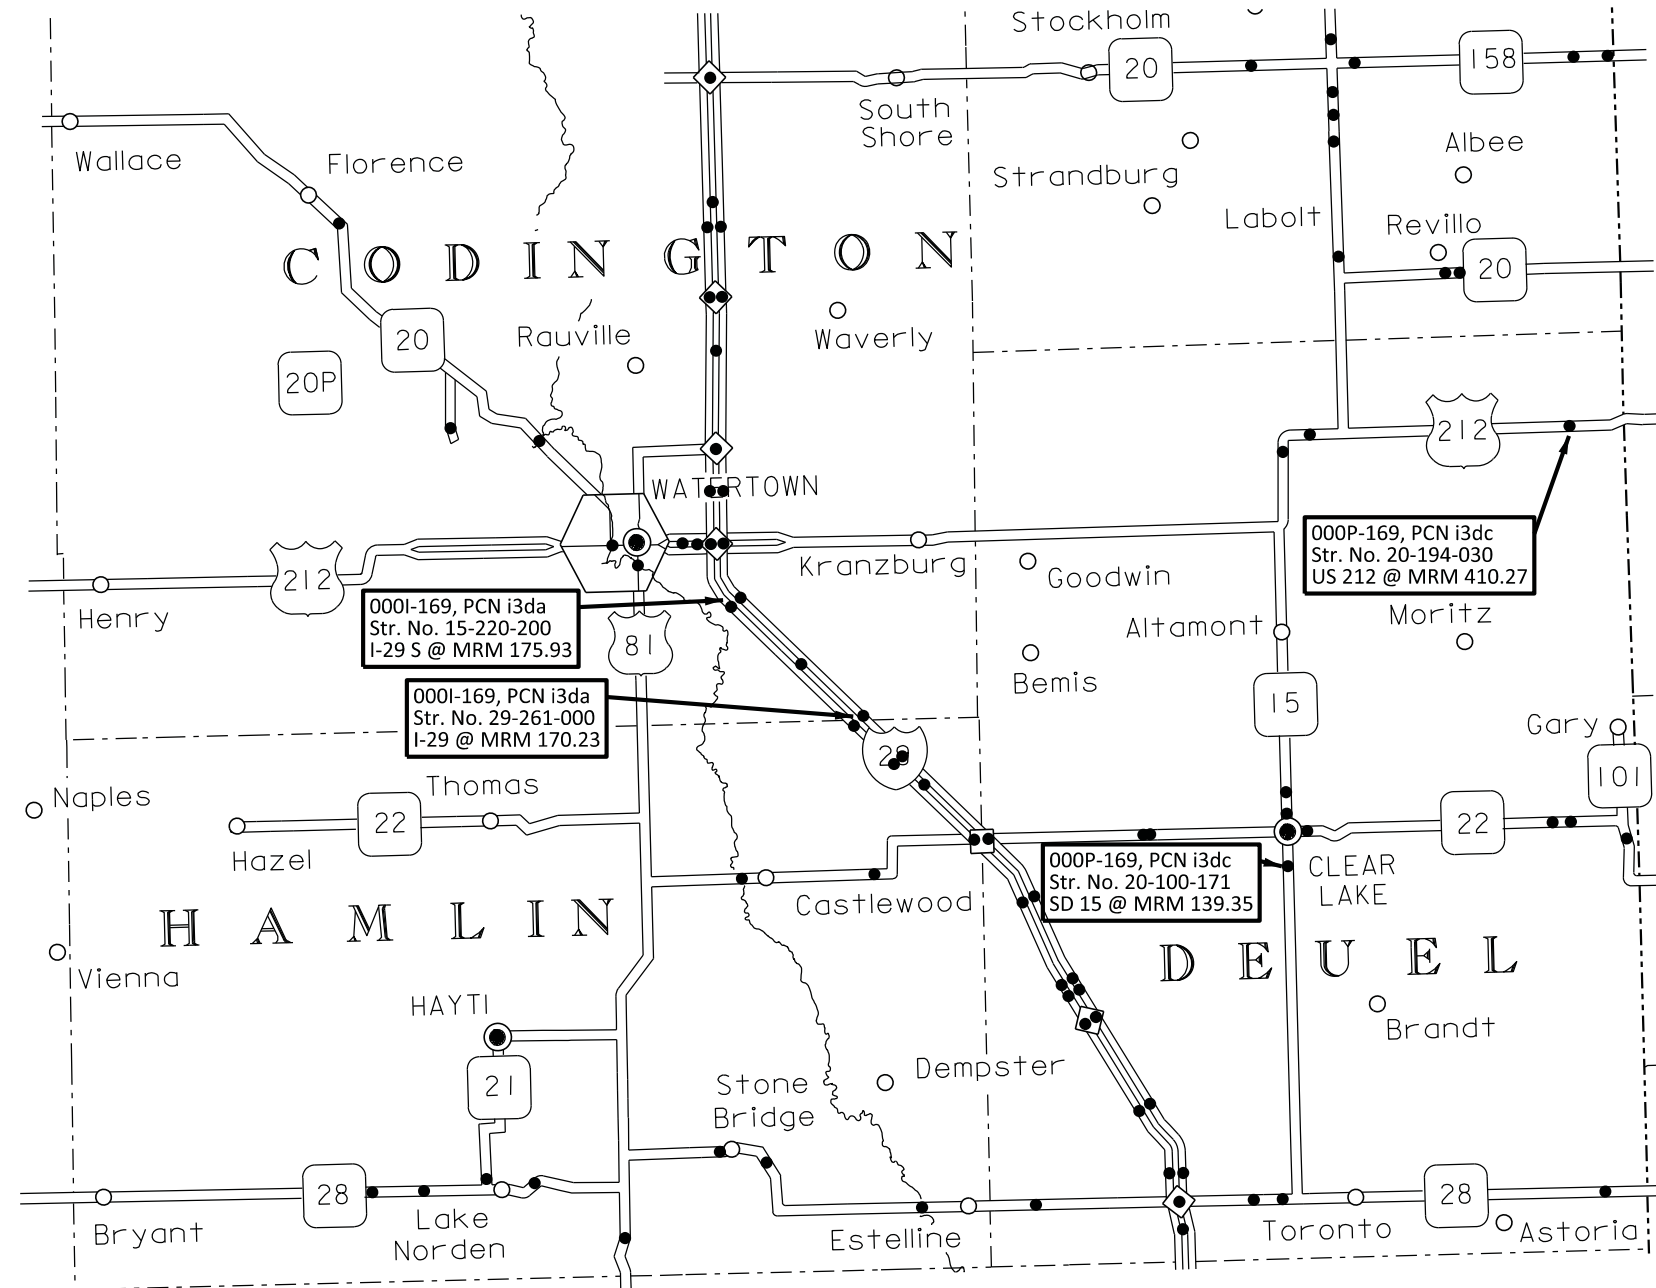 Stockholm
20
158
South
Shore
Wallace
Florence
Albee
Strandburg
Labolt
Revillo
CODINGTON
20
20
Rauville
Waverly
20P
212
WATERTOWN
000P-169, PCN i3dc
Str. No. 20-194-030
US 212 @ MRM 410.27
Kranzburg
Goodwin
212
Henry
000I-169, PCN i3da
Str. No. 15-220-200
I-29 S @ MRM 175.93
81
Altamont
Moritz
Bemis
000I-169, PCN i3da
Str. No. 29-261-000
I-29 @ MRM 170.23
15
Gary
29
101
Naples
Thomas
22
22
Hazel
000P-169, PCN i3dc
Str. No. 20-100-171
SD 15 @ MRM 139.35
CLEAR
LAKE
Castlewood
HAMLIN
DEUEL
Vienna
HAYTI
Brandt
21
Dempster
Stone
Bridge
28
28
Bryant
Lake
Norden
Estelline
Toronto
Astoria